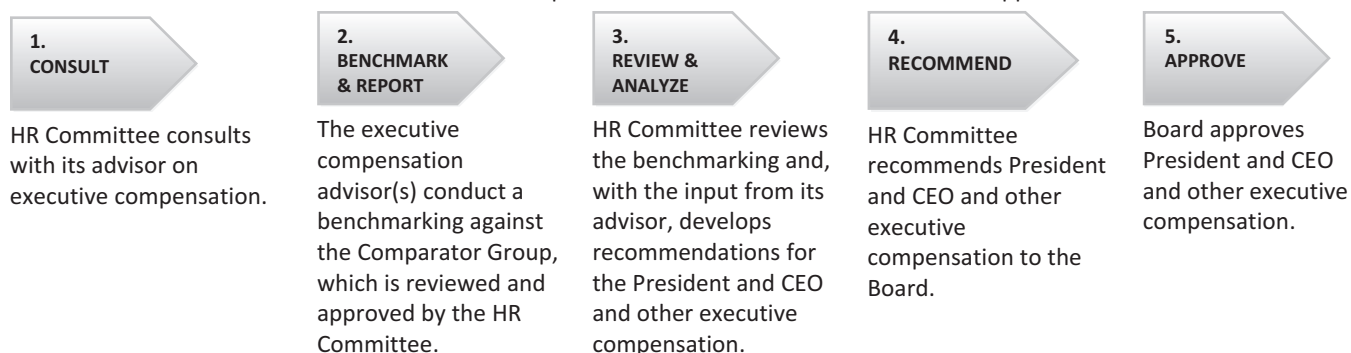 1.
CONSULT
HR Committee consults
with its advisor on
executive compensation.
2.
BENCHMARK
& REPORT
The executive
compensation
advisor(s) conduct a
benchmarking against
the Comparator Group,
which is reviewed and
approved by the HR
Committee.
3.
REVIEW &
ANALYZE
HR Committee reviews
the benchmarking and,
with the input from its
advisor, develops
recommendations for
the President and CEO
and other executive
compensation.
4.
RECOMMEND
HR Committee
recommends President
and CEO and other
executive
compensation to the
Board.
5.
APPROVE
Board approves
President and CEO
and other executive
compensation.